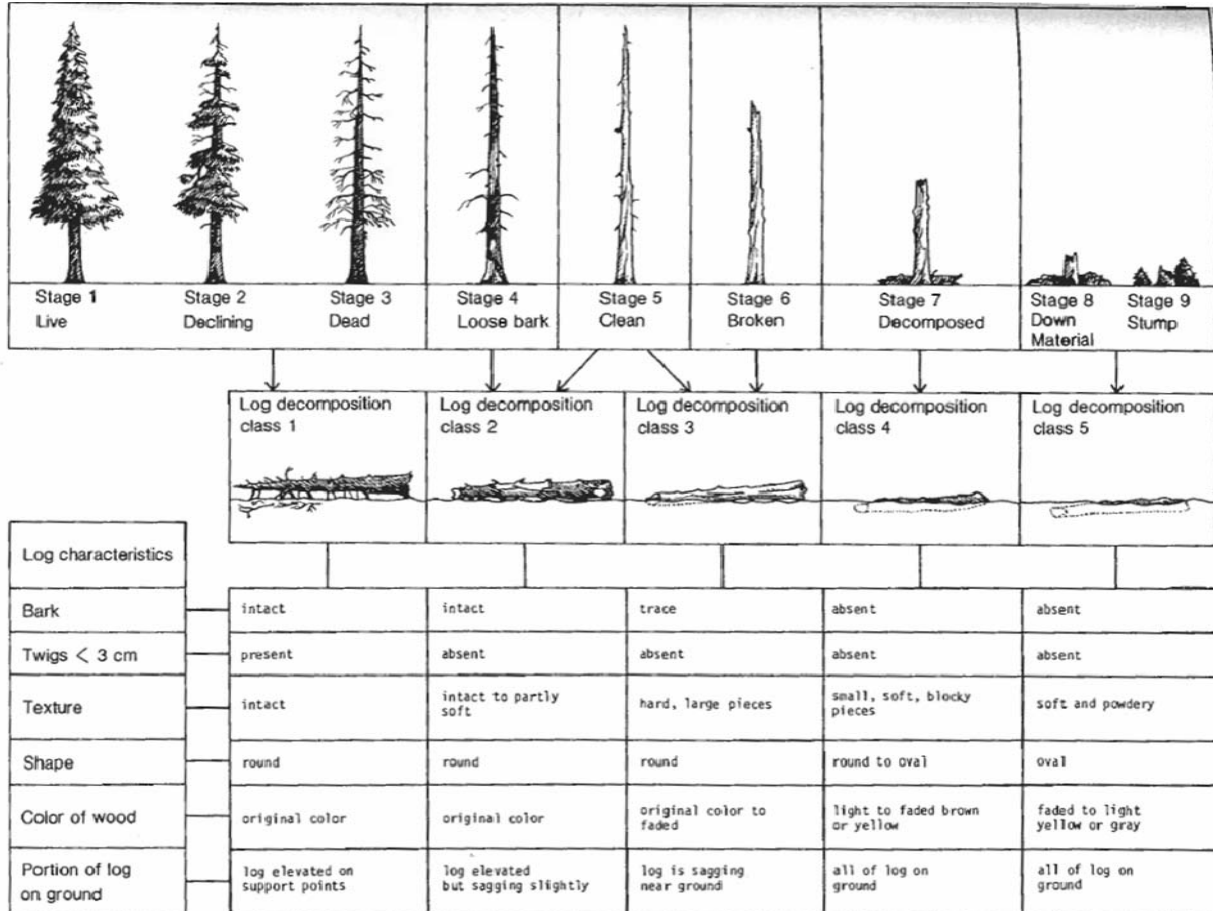 Stage 1
Live
Stage 2
Declining
Stage 3
Dead
Stage 4
Loose bark
Stage 5
Clean
Stage 6
Broken
Stage 7
Decomposed
Stage 8
Down
Material
Stage 9
Stump
Log decomposition
class 1
Log decomposition
class 2
Log decomposition
class 3
Log decomposition
class 4
Log decomposition
class 5
Log characteristics
Bark
intact
intact
trace
absent
absent
Twigs < 3 cm
present
absent
absent
absent
absent
Texture
intact
intact to partly
soft
hard, large pieces
small, soft, blocky
pieces
soft and powdery
Shape
round
round
round
round to oval
oval
Color of wood
original color
original color
original color to
faded
light to faded brown
or yellow
faded to light
yellow or gray
Portion of log
on ground
log elevated on
support points
log elevated
but sagging slightly
log is sagging
near ground
all of log on
ground
all of log on
ground